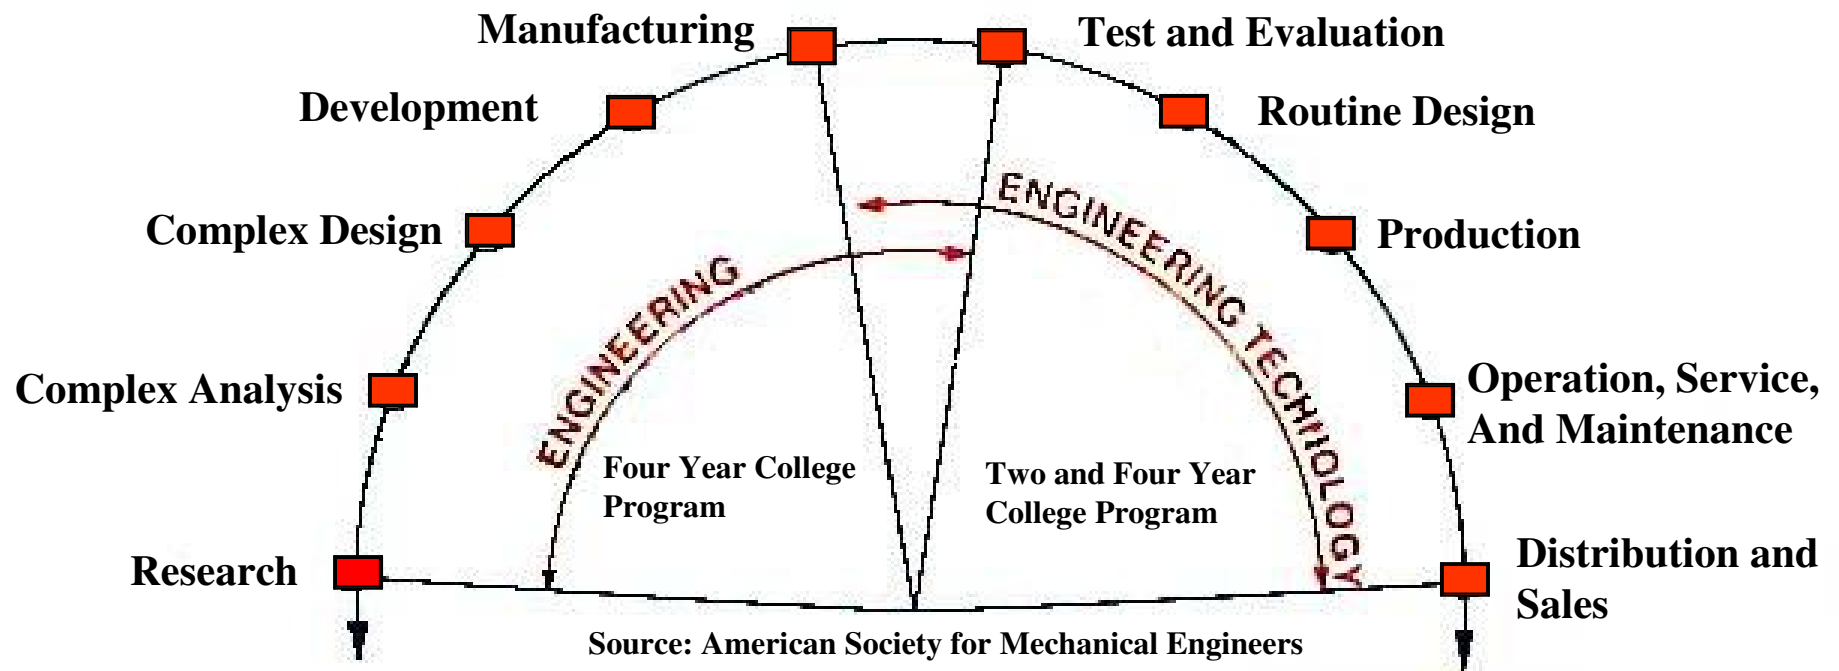 Manufacturing
Test and Evaluation
Development
Routine Design
Complex Design
Production
ENGINEERING
ENGINEERING TECHNOLOGY
Complex Analysis
Operation, Service,
And Maintenance
Four Year College
Program
Two and Four Year
College Program
Research
Distribution and
Sales
Source: American Society for Mechanical Engineers